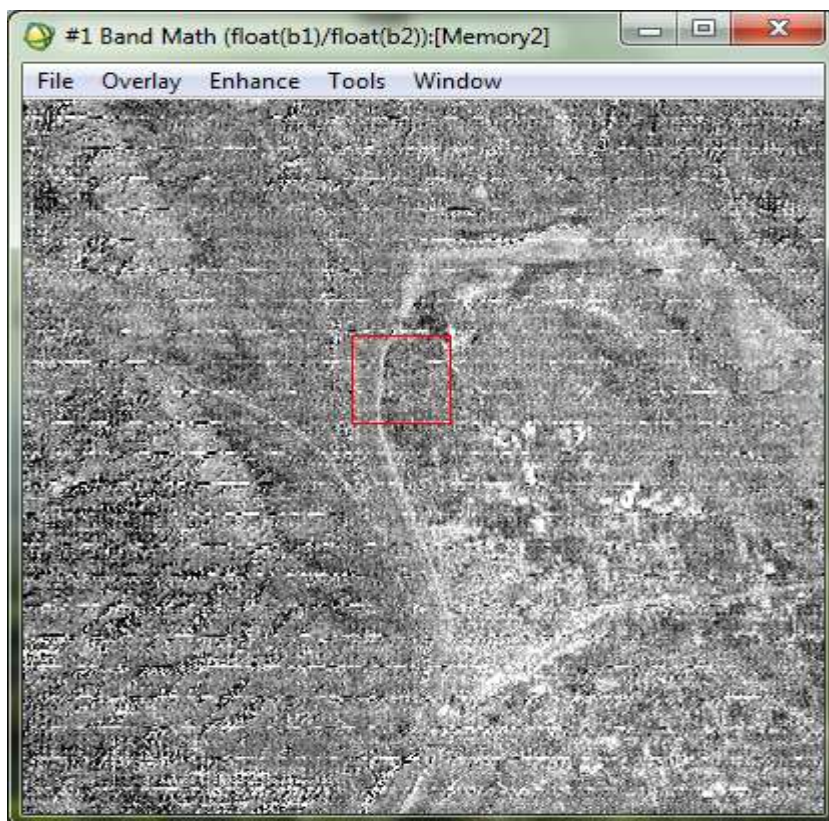 #1 Band Math (float(b1)/float(b2)):[Memory2]
File Overlay Enhance Tools Window